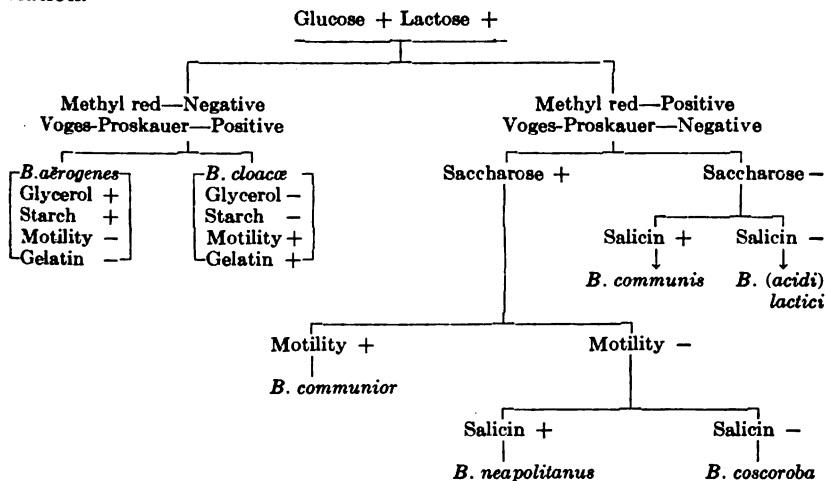 Glucose + Lactose +
Methyl red—Negative
Voges-Proskauer—Positive
Methyl red—Positive
Voges-Proskauer—Negative
B. aërogenes
Glycerol +
Starch +
Motility –
Gelatin –
B. cloacæ
Glycerol –
Starch –
Motility +
Gelatin +
Saccharose +
Saccharose –
Salicin +
Salicin –
B. communis
B. (acidi)
lactici
Motility +
Motility –
B. communior
Salicin +
Salicin –
B. neapolitanus
B. coscoroba